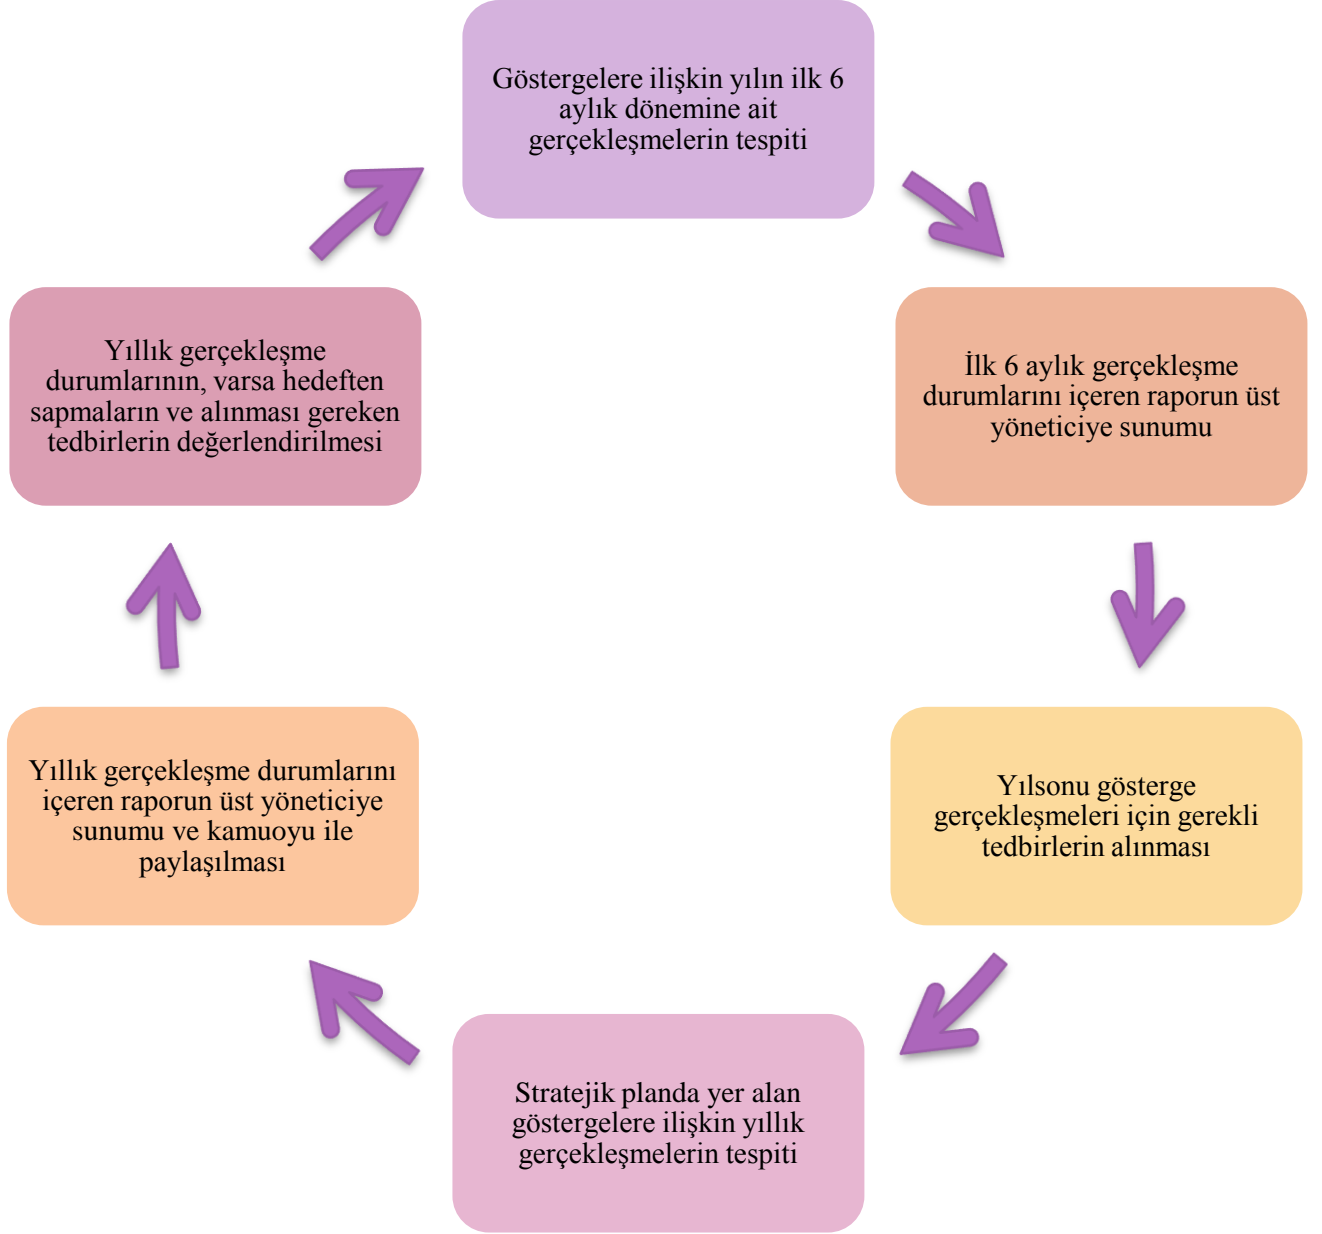 Göstergelere ilişkin yılın ilk 6
aylık dönemine ait
gerçekleşmelerin tespiti
İlk 6 aylık gerçekleşme
durumlarını içeren raporun üst
yöneticiye sunumu
Yılsonu gösterge
gerçekleşmeleri için gerekli
tedbirlerin alınması
Stratejik planda yer alan
göstergelere ilişkin yıllık
gerçekleşmelerin tespiti
Yıllık gerçekleşme durumlarını
içeren raporun üst yöneticiye
sunumu ve kamuoyu ile
paylaşılması
Yıllık gerçekleşme
durumlarının, varsa hedeften
sapmaların ve alınması gereken
tedbirlerin değerlendirilmesi